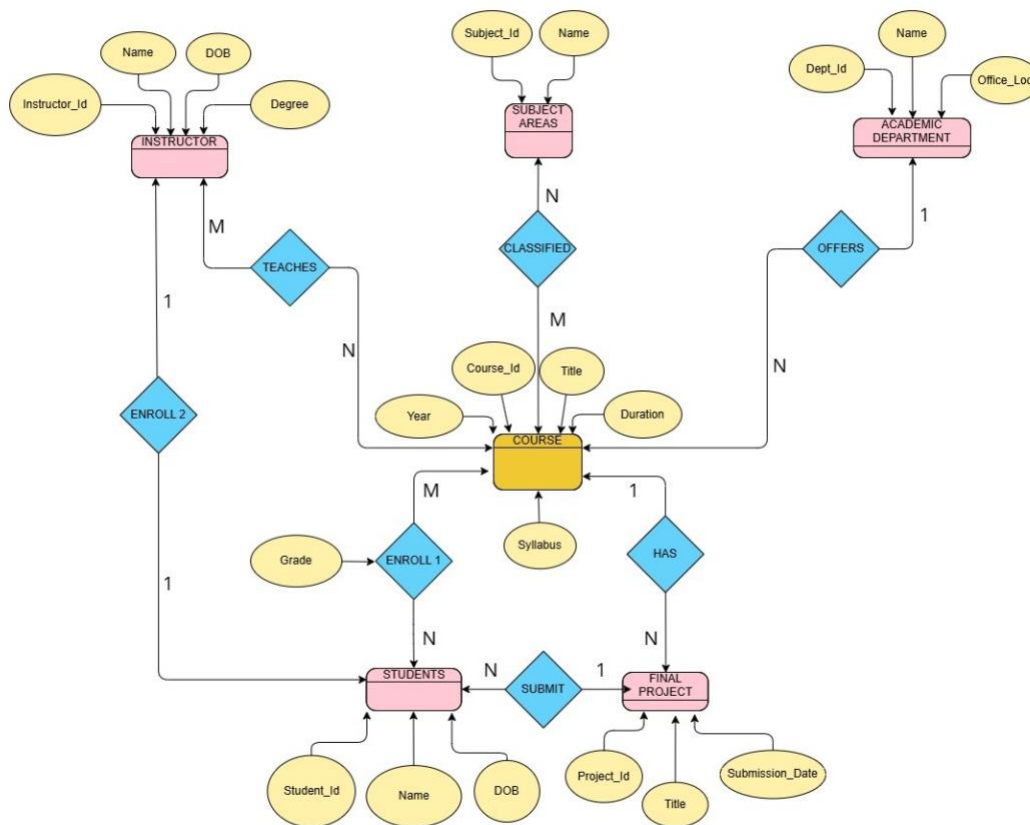 Subject_Id
Name
Name
Name
DOB
Dept_Id
Office_Loc
Instructor_Id
Degree
SUBJECT
AREAS
ACADEMIC
DEPARTMENT
INSTRUCTOR
M
N
1
CLASSIFIED
OFFERS
TEACHES
1
M
N
N
Course_Id
Title
ENROLL 2
Year
Duration
COURSE
M
1
Syllabus
Grade
ENROLL 1
HAS
1
N
N
STUDENTS
N
SUBMIT
1
FINAL
PROJECT
Student_Id
Name
DOB
Project_Id
Title
Submission_Date